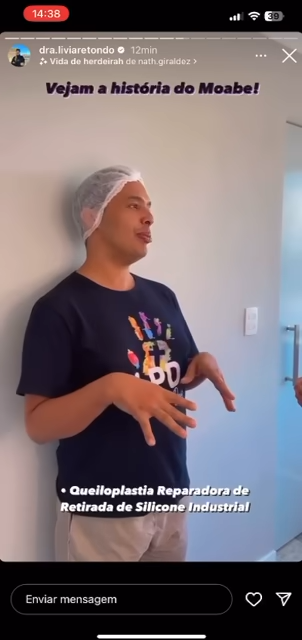 14:38
39
dra.liviaretondo 12min
Vida de herdeirah de nath.giraldez >
Vejam a história do Moabe!
• Queiloplastia Reparadora de
Retirada de Silicone Industrial
Enviar mensagem